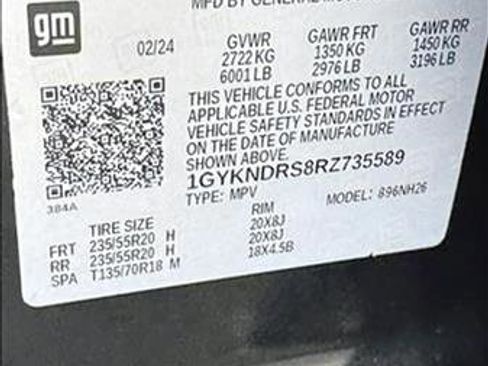 MFD BY GENERAL
gm
02/24
GVWR GAWR FRT GAWR RR
2722 KG 1350 KG 1450 KG
6001 LB 2976 LB 3196 LB
THIS VEHICLE CONFORMS TO ALL
APPLICABLE U.S. FEDERAL MOTOR
VEHICLE SAFETY STANDARDS IN EFFECT
ON THE DATE OF MANUFACTURE
SHOWN ABOVE.
1GYKNDRS8RZ735589
TYPE: MPV MODEL: 896NH26
384A
TIRE SIZE RIM
FRT 235/55R20 H 20X8J
RR 235/55R20 H 20X8J
SPA T135/70R18 M 18X4.5B